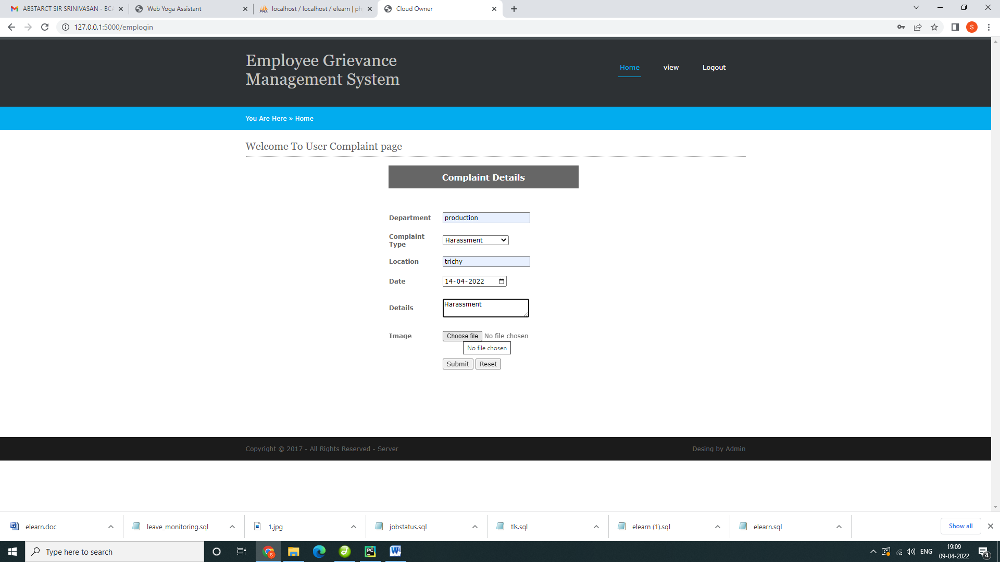 ABSTARCT SIR SRINIVASAN - BCA
Web Yoga Assistant
localhost / localhost / elearn | ph
Cloud Owner
127.0.0.1:5000/emplogin
S
Employee Grievance
Management System
Home
view
Logout
You Are Here » Home
Welcome To User Complaint page
Complaint Details
Department
production
Complaint
Type
Harassment
Location
trichy
Date
14-04-2022
Details
Harassment
Image
Choose file No file chosen
No file chosen
Submit
Reset
Copyright © 2017 - All Rights Reserved - Server
Desing by Admin
elearn.doc
leave_monitoring.sql
1.jpg
jobstatus.sql
tls.sql
elearn (1).sql
elearn.sql
Show all
Type here to search
ENG
19:09
09-04-2022
4